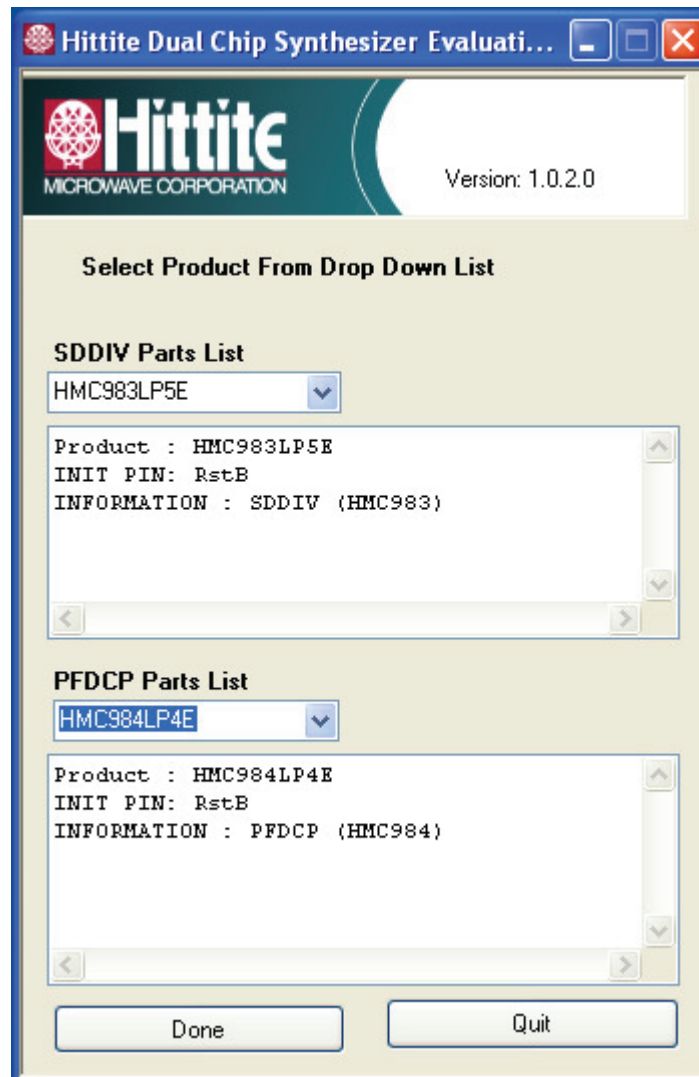 Hittite Dual Chip Synthesizer Evaluati...
Hittite
MICROWAVE CORPORATION
Version: 1.0.2.0
Select Product From Drop Down List
SDDIV Parts List
HMC983LP5E
Product : HMC983LP5E
INIT PIN: RstB
INFORMATION : SDDIV (HMC983)
PFDCP Parts List
HMC984LP4E
Product : HMC984LP4E
INIT PIN: RstB
INFORMATION : PFDCP (HMC984)
Done
Quit